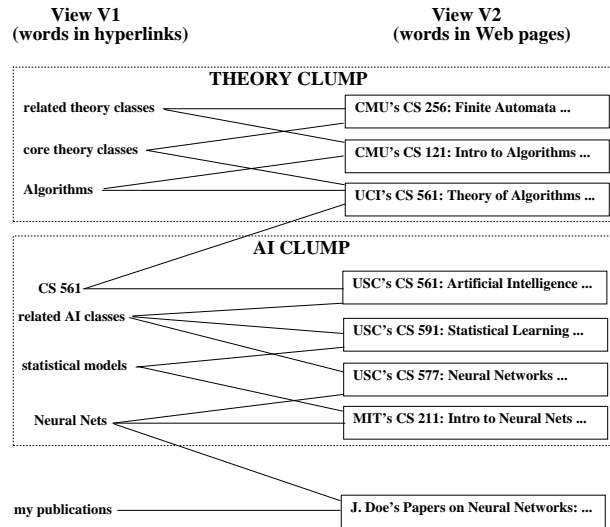 View V1
(words in hyperlinks)
View V2
(words in Web pages)
THEORY CLUMP
related theory classes
CMU's CS 256: Finite Automata ...
core theory classes
CMU's CS 121: Intro to Algorithms ...
Algorithms
UCI's CS 561: Theory of Algorithms ...
AI CLUMP
CS 561
USC's CS 561: Artificial Intelligence ...
related AI classes
USC's CS 591: Statistical Learning ...
statistical models
USC's CS 577: Neural Networks ...
Neural Nets
MIT's CS 211: Intro to Neural Nets ...
my publications
J. Doe's Papers on Neural Networks: ...